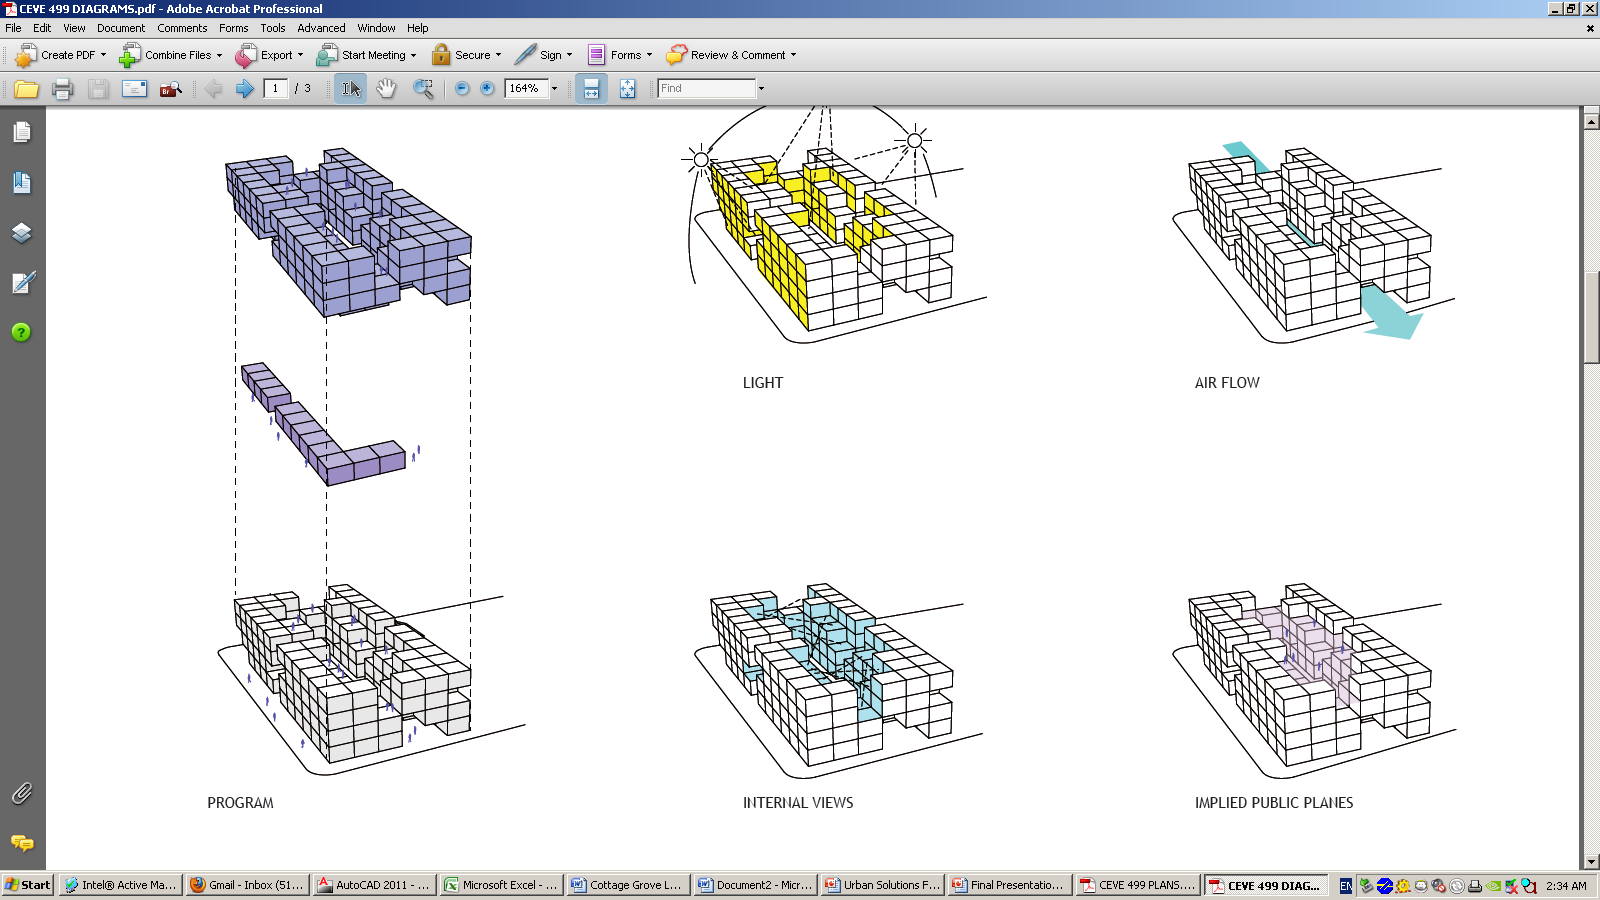 CEVE 499 DIAGRAMS.pdf - Adobe Acrobat Professional
File Edit View Document Comments Forms Tools Advanced Window Help
Create PDF Combine Files Export Start Meeting Secure Sign Forms Review & Comment
1 / 3 164% Find
LIGHT
AIR FLOW
PROGRAM
INTERNAL VIEWS
IMPLIED PUBLIC PLANES
Start Intel® Active Ma... Gmail - Inbox (51... AutoCAD 2011 - ... Microsoft Excel - ... Cottage Grove L... Document2 - Micr... Urban Solutions F... Final Presentatio... CEVE 499 PLANS.... CEVE 499 DIAG... EN 2:34 AM